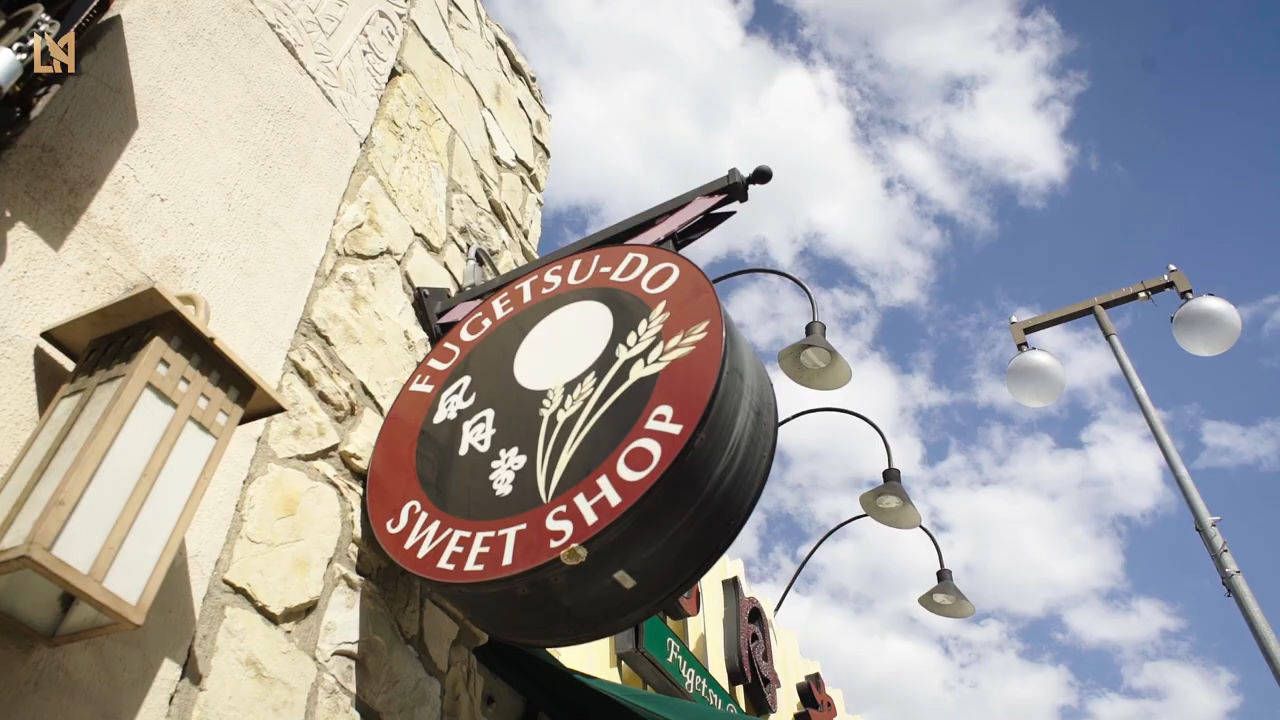 FUGETSU-DO
風
月
堂
SWEET SHOP
Fugetsu